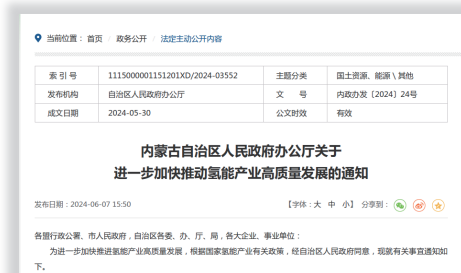 当前位置： 首页 / 政务公开 / 法定主动公开内容
索 引 号 1115000001151201XD/2024-03552 主题分类 国土资源、能源 \ 其他
发布机构 自治区人民政府办公厅 文 号 内政办发〔2024〕24号
成文日期 2024-05-30 公文时效 有效
内蒙古自治区人民政府办公厅关于
进一步加快推动氢能产业高质量发展的通知
发布日期：2024-06-07 15:50 【字体：大 中 小】 分享到：
各盟行政公署、市人民政府，自治区各委、办、厅、局，各大企业、事业单位：
为进一步加快推进氢能产业高质量发展，根据国家氢能产业有关政策，经自治区人民政府同意，现就有关事宜通知如
下。